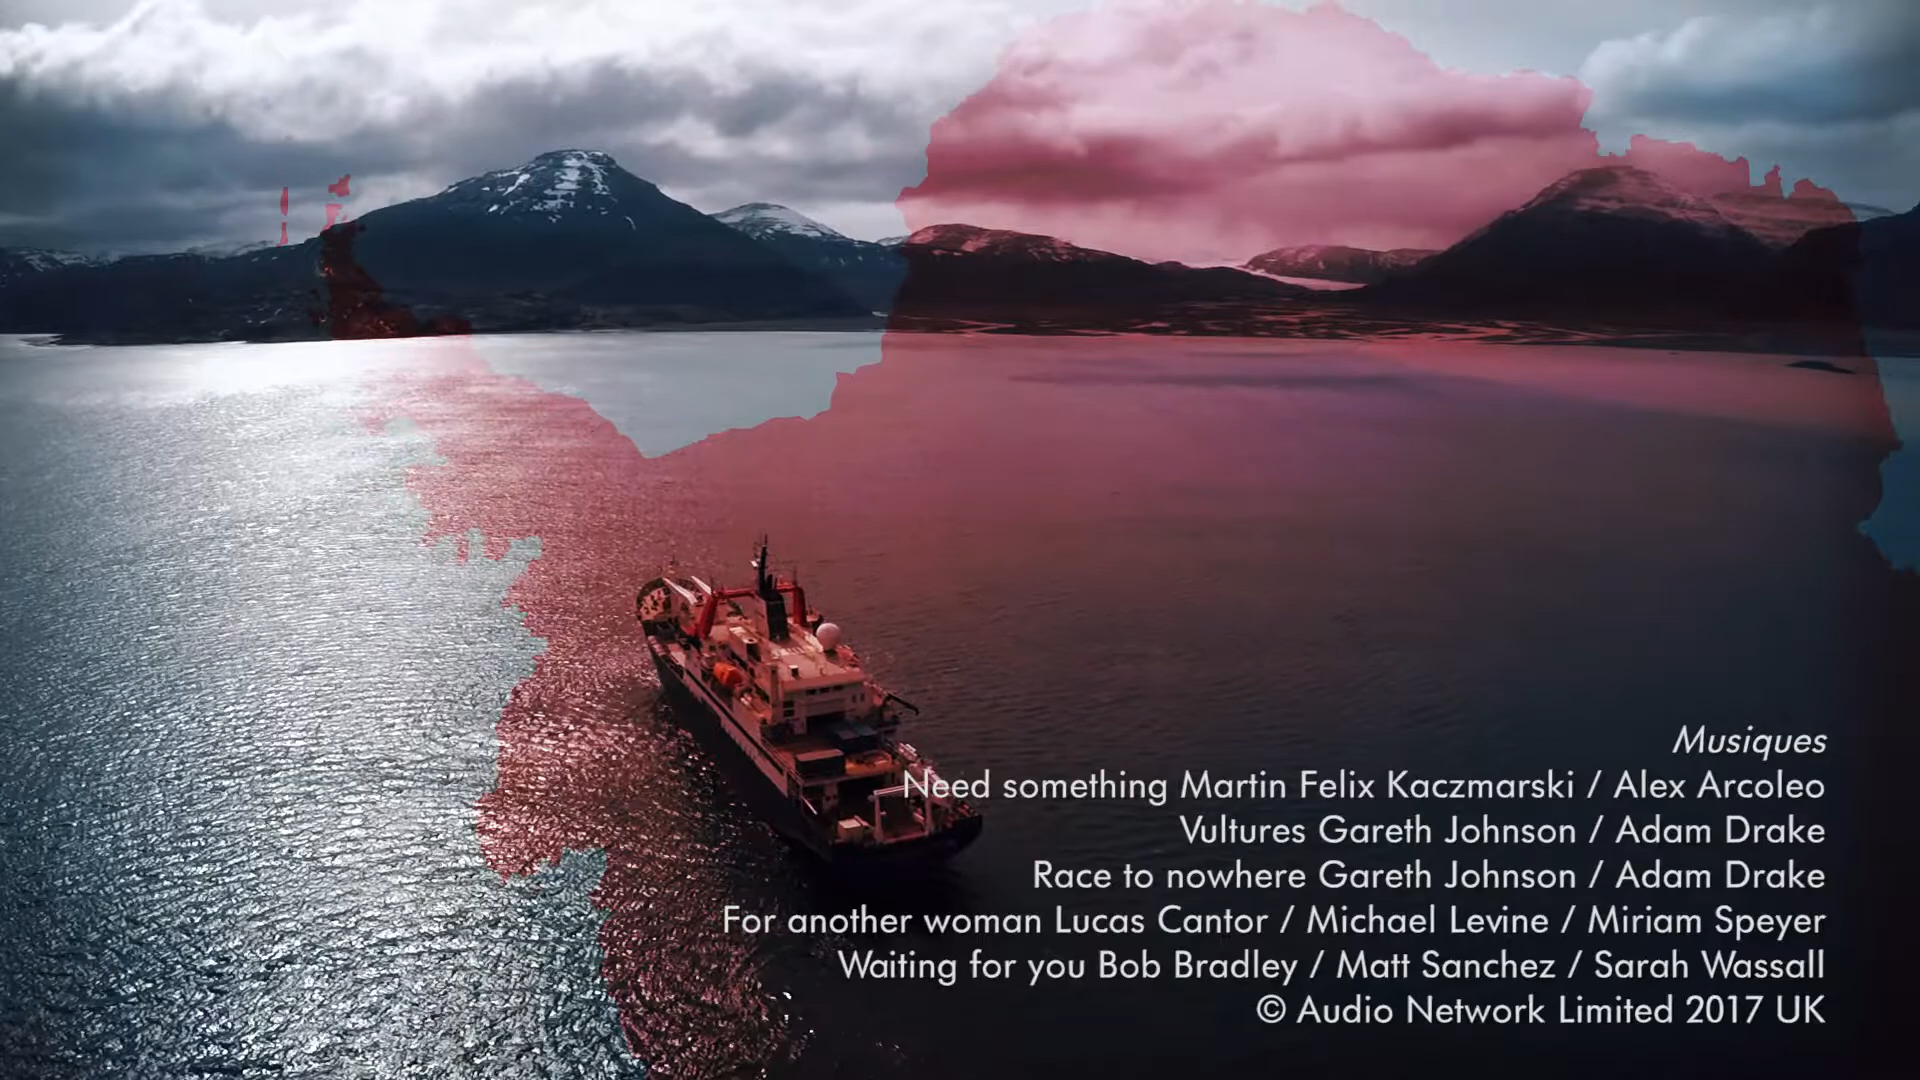 Musiques
Need something Martin Felix Kaczmarski / Alex Arcoleo
Vultures Gareth Johnson / Adam Drake
Race to nowhere Gareth Johnson / Adam Drake
For another woman Lucas Cantor / Michael Levine / Miriam Speyer
Waiting for you Bob Bradley / Matt Sanchez / Sarah Wassall
© Audio Network Limited 2017 UK